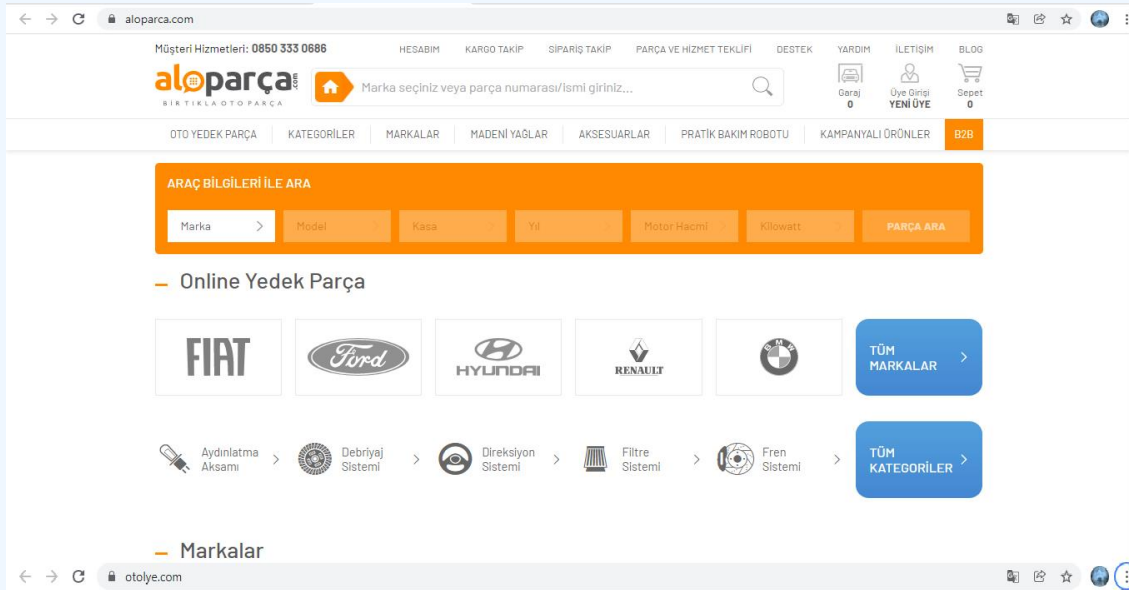 aloparca.com
Müşteri Hizmetleri: 0850 333 0686 HESABIM KARGO TAKİP SİPARİŞ TAKİP PARÇA VE HİZMET TEKLİFİ DESTEK YARDIM İLETİŞİM BLOG
aloparça.com
BİR TIKLA OTO PARÇA
Marka seçiniz veya parça numarası/ismi giriniz...
Garaj Üye Girişi Sepet
0 YENİ ÜYE 0
OTO YEDEK PARÇA KATEGORİLER MARKALAR MADENİ YAĞLAR AKSESUARLAR PRATİK BAKIM ROBOTU KAMPANYALI ÜRÜNLER B2B
ARAÇ BİLGİLERİ İLE ARA
Marka Model Kasa Yıl Motor Hacmi Kilowatt PARÇA ARA
Online Yedek Parça
FIAT Ford HYUNDAI RENAULT BMW TÜM
MARKALAR
Aydınlatma Debriyaj Direksiyon Filtre Fren TÜM
Aksamı Sistemi Sistemi Sistemi Sistemi KATEGORİLER
Markalar
otolye.com